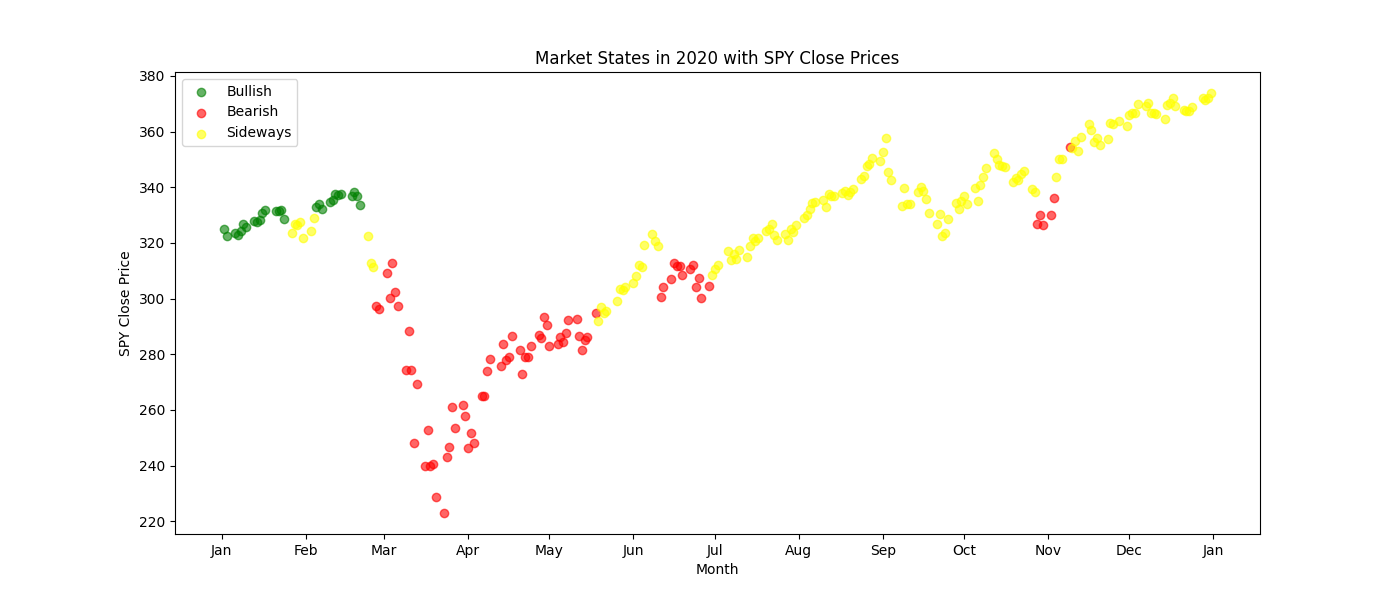 Market States in 2020 with SPY Close Prices
Bullish
Bearish
Sideways
SPY Close Price
380
360
340
320
300
280
260
240
220
Jan Feb Mar Apr May Jun Jul Aug Sep Oct Nov Dec Jan
Month